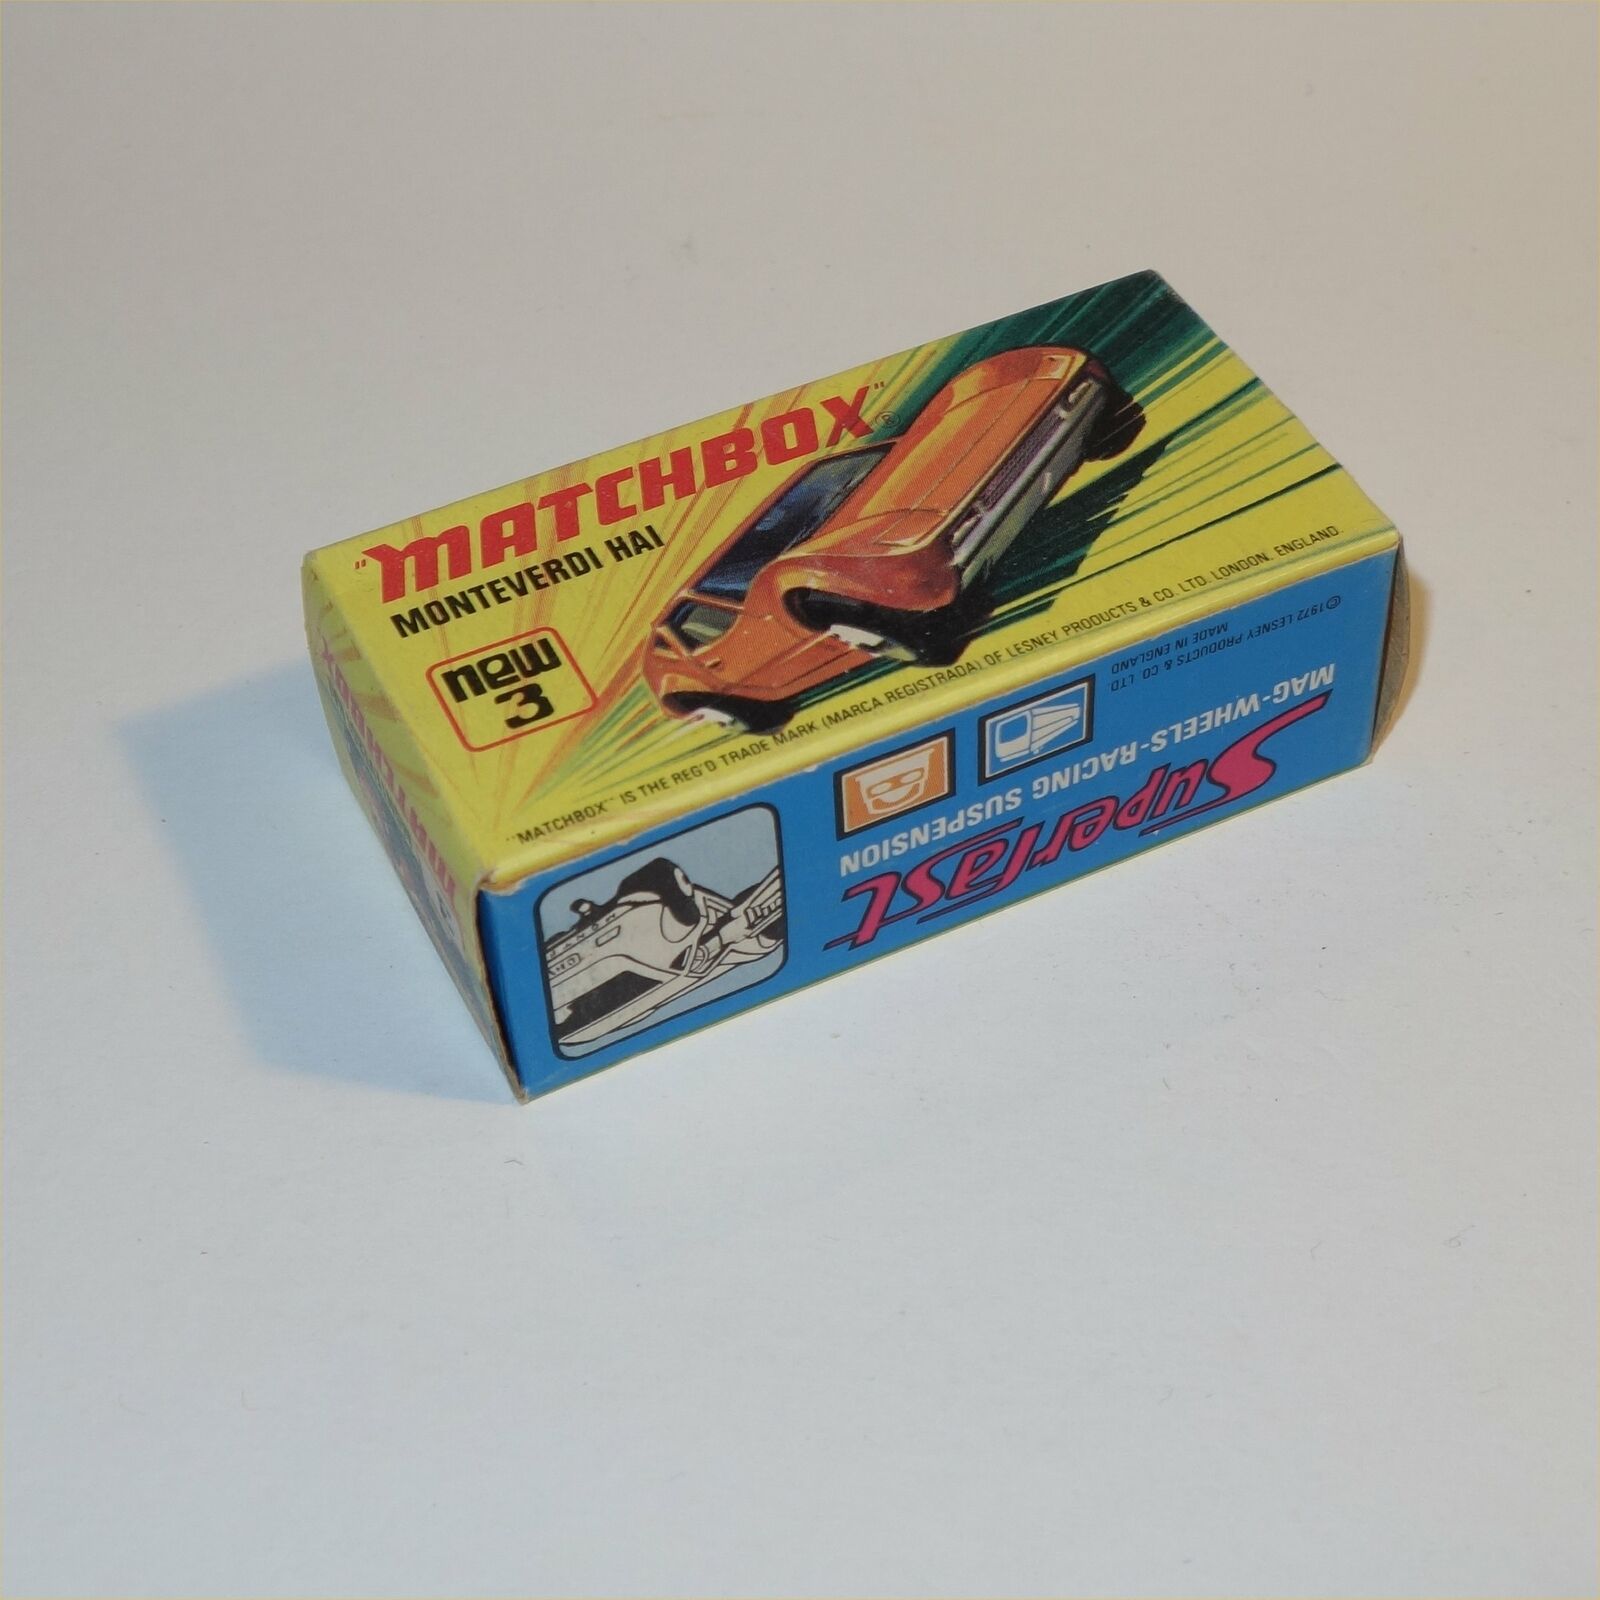 "MATCHBOX"®
MONTEVERDI HAI
new
3
"MATCHBOX" IS THE REG'D TRADE MARK (MARCA REGISTRADA) OF LESNEY PRODUCTS & CO. LTD. LONDON. ENGLAND.
Superfast
MAG-WHEELS-RACING SUSPENSION
©1972 LESNEY PRODUCTS & CO. LTD.
MADE IN ENGLAND